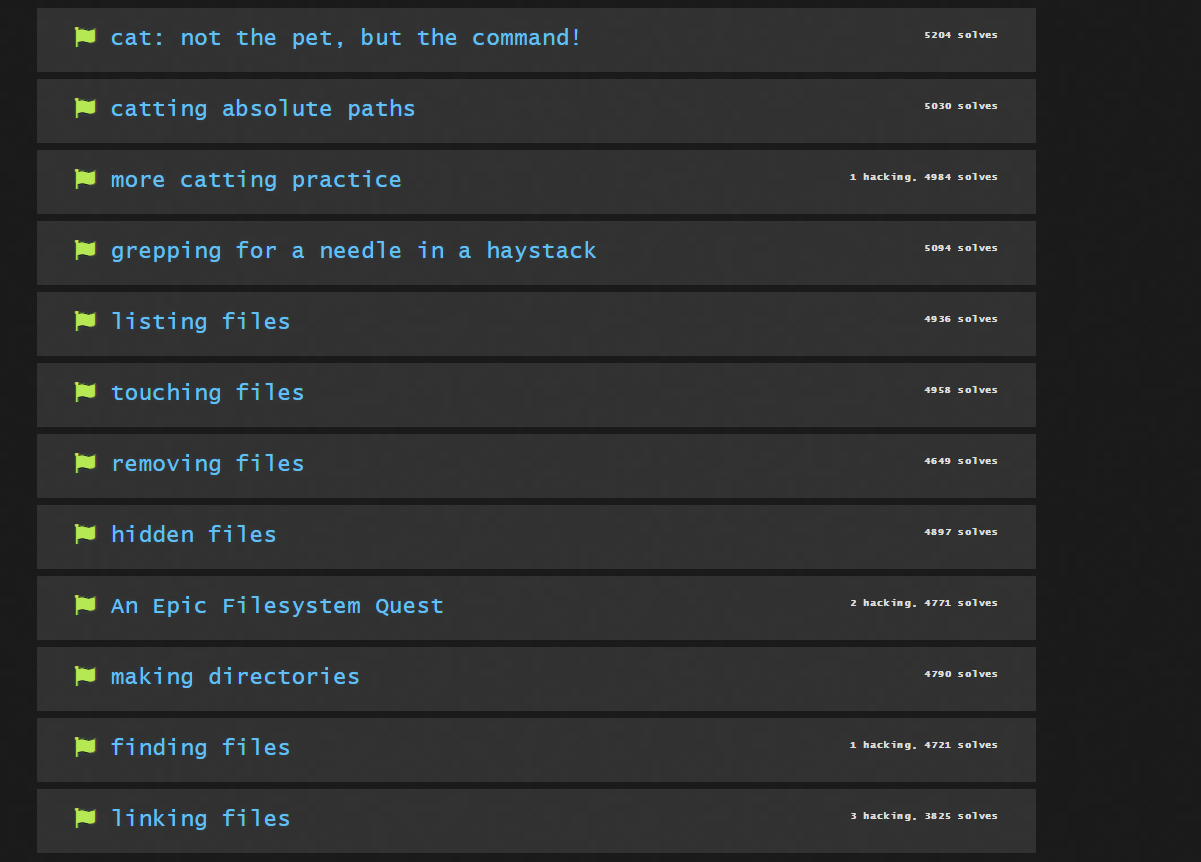 cat: not the pet, but the command! 5204 solves
catting absolute paths 5030 solves
more catting practice 1 hacking, 4984 solves
grepping for a needle in a haystack 5094 solves
listing files 4936 solves
touching files 4958 solves
removing files 4649 solves
hidden files 4897 solves
An Epic Filesystem Quest 2 hacking, 4771 solves
making directories 4790 solves
finding files 1 hacking, 4721 solves
linking files 3 hacking, 3825 solves